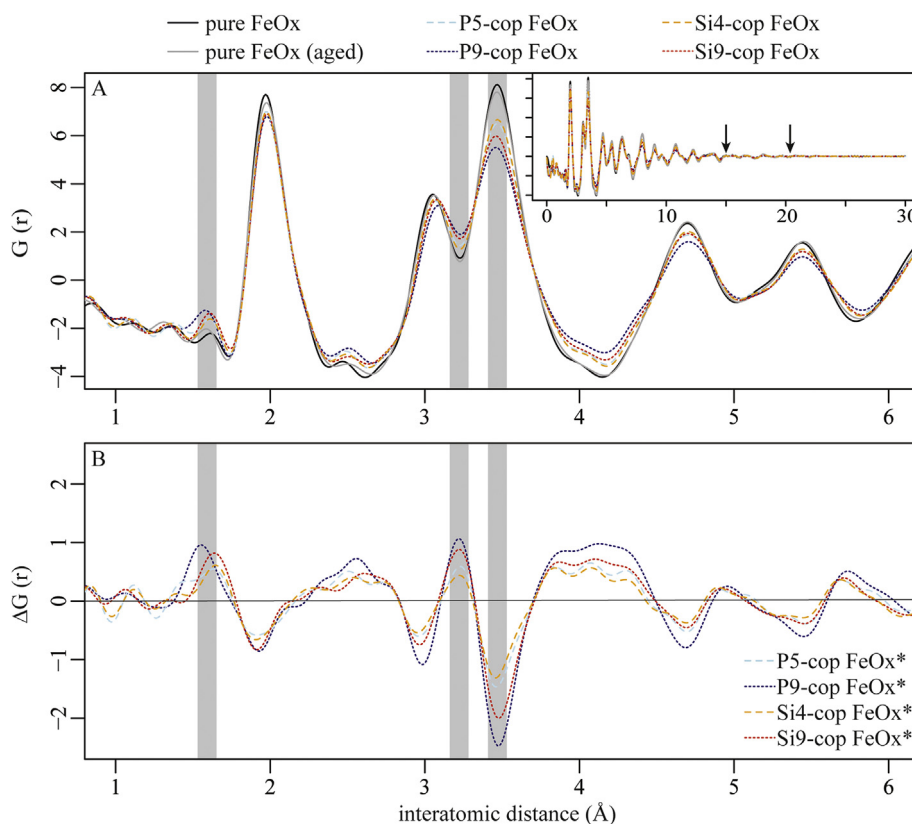 pure FeOx P5-cop FeOx Si4-cop FeOx
pure FeOx (aged) P9-cop FeOx Si9-cop FeOx
A
8
6
4
2
0
−2
−4
G (r)
0 5 10 15 20 25 30
1 2 3 4 5 6
B
2
1
0
−1
−2
ΔG (r)
P5-cop FeOx*
P9-cop FeOx*
Si4-cop FeOx*
Si9-cop FeOx*
1 2 3 4 5 6
interatomic distance (Å)